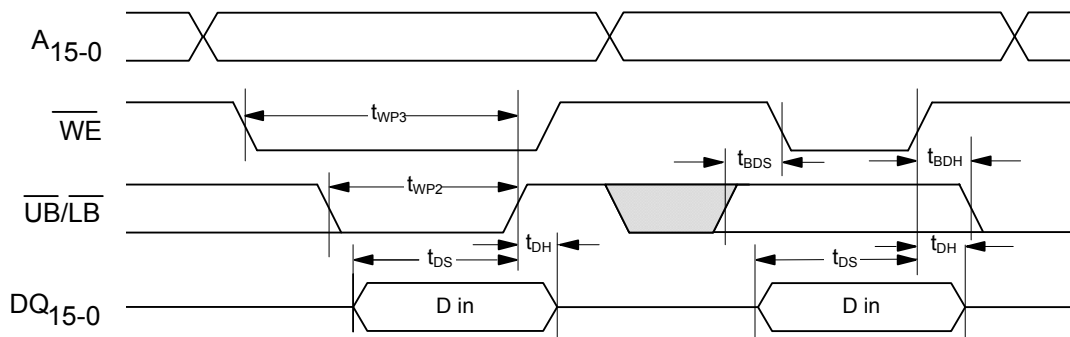 A15-0
WE
tWP3
tBDS
tBDH
UB/LB
tWP2
tDH
tDH
tDS
tDS
DQ15-0
D in
D in